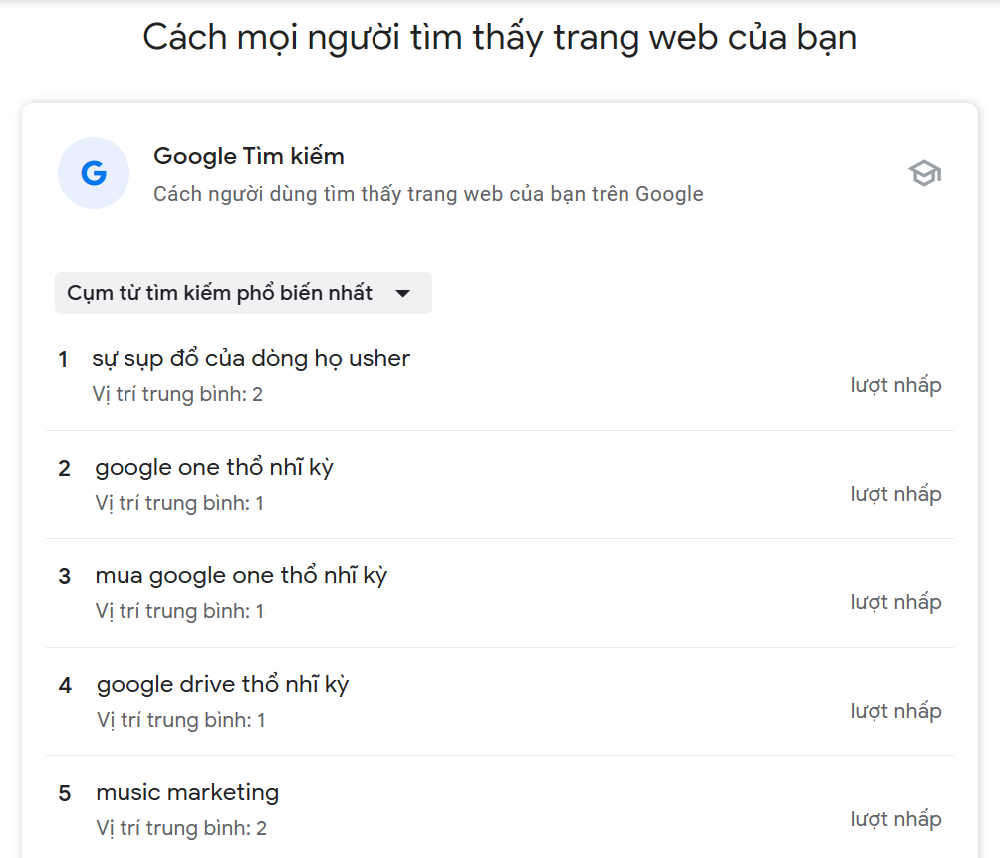 Cách mọi người tìm thấy trang web của bạn
Google Tìm kiếm
Cách người dùng tìm thấy trang web của bạn trên Google
Cụm từ tìm kiếm phổ biến nhất
1 sự sụp đổ của dòng họ usher
Vị trí trung bình: 2
lượt nhấp
2 google one thổ nhĩ kỳ
Vị trí trung bình: 1
lượt nhấp
3 mua google one thổ nhĩ kỳ
Vị trí trung bình: 1
lượt nhấp
4 google drive thổ nhĩ kỳ
Vị trí trung bình: 1
lượt nhấp
5 music marketing
Vị trí trung bình: 2
lượt nhấp